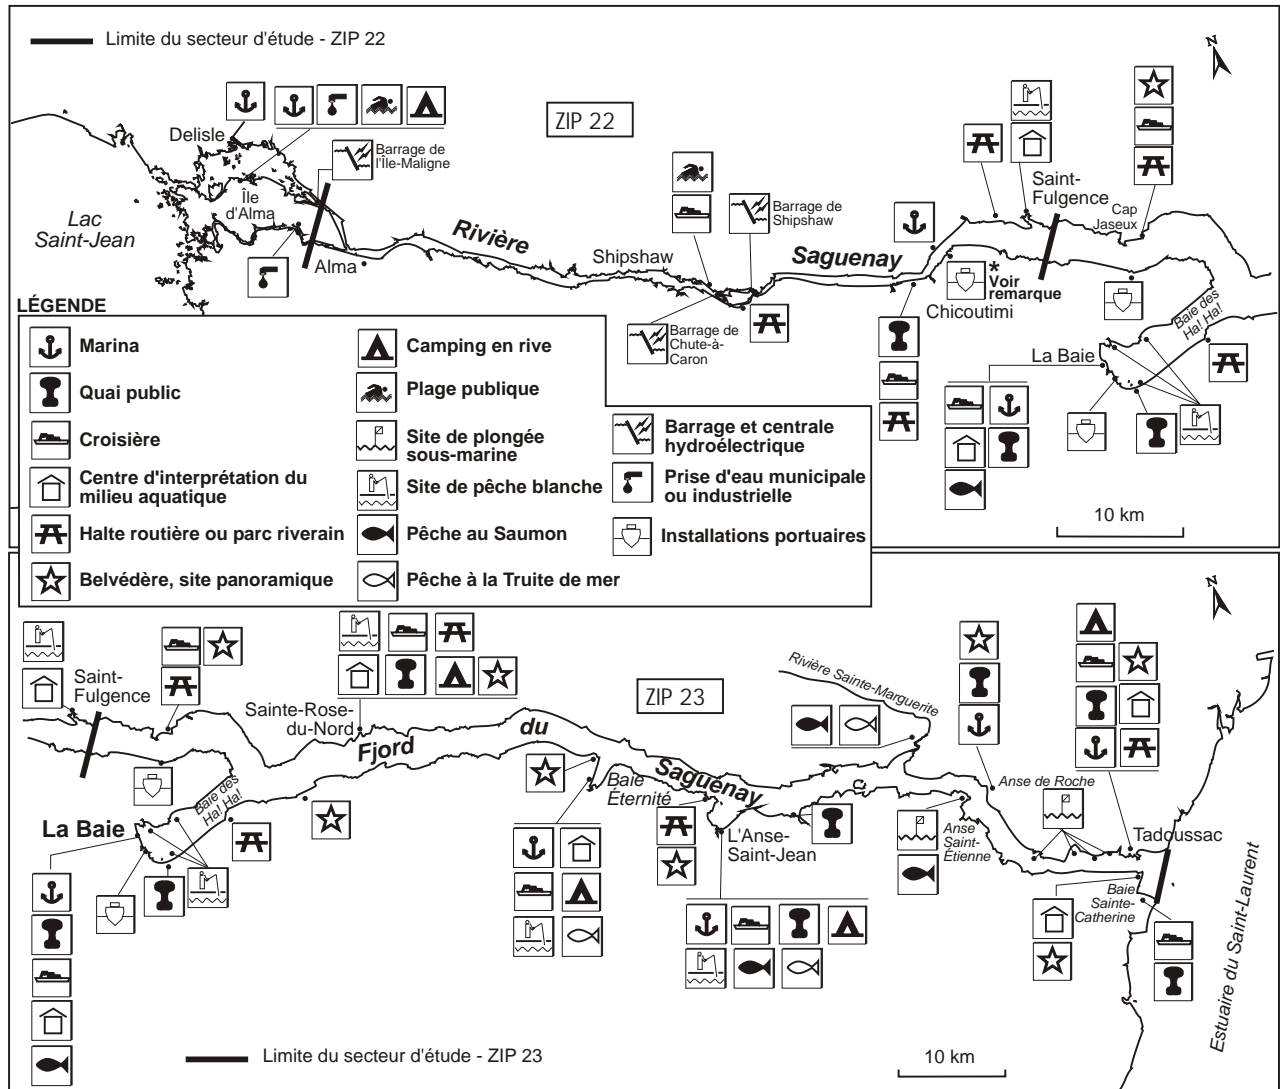 Limite du secteur d'étude - ZIP 22
N
ZIP 22
Delisle
Barrage de
l'Île-Maligne
Île
d'Alma
Lac
Saint-Jean
Alma
Rivière
Shipshaw
Barrage de
Shipshaw
Saguenay
Saint-
Fulgence
Cap
Jaseux
*
Voir
remarque
Chicoutimi
Barrage de
Chute-à-
Caron
Baie des
Ha! Ha!
La Baie
10 km
LÉGENDE
Marina
Quai public
Croisière
Centre d'interprétation du
milieu aquatique
Halte routière ou parc riverain
Belvédère, site panoramique
Camping en rive
Plage publique
Site de plongée
sous-marine
Site de pêche blanche
Pêche au Saumon
Pêche à la Truite de mer
Barrage et centrale
hydroélectrique
Prise d'eau municipale
ou industrielle
Installations portuaires
N
ZIP 23
Saint-
Fulgence
Sainte-Rose-
du-Nord
Fjord
du
Saguenay
Rivière Sainte-Marguerite
Baie des
Ha! Ha!
La Baie
Baie
Éternité
L'Anse-
Saint-Jean
Anse
Saint-
Étienne
Anse de Roche
Tadoussac
Baie
Sainte-
Catherine
Estuaire du Saint-Laurent
Limite du secteur d'étude - ZIP 23
10 km